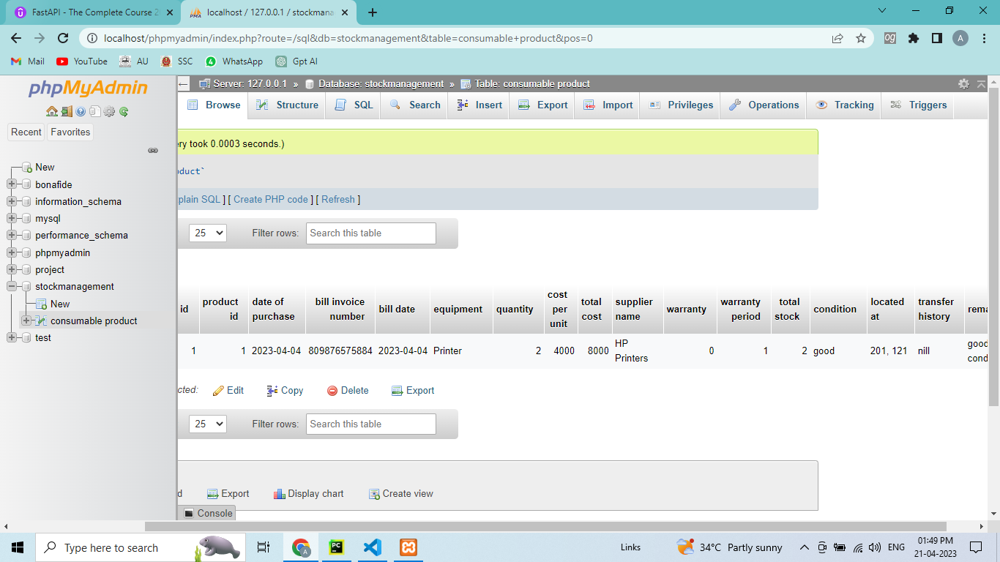 FastAPI - The Complete Course 2
localhost / 127.0.0.1 / stockmana
localhost/phpmyadmin/index.php?route=/sql&db=stockmanagement&table=consumable+product&pos=0
A
Mail YouTube AU SSC WhatsApp Gpt AI
phpMyAdmin
Recent Favorites
New
bonafide
information_schema
mysql
performance_schema
phpmyadmin
project
stockmanagement
New
consumable product
test
Server: 127.0.0.1 » Database: stockmanagement » Table: consumable product
Browse Structure SQL Search Insert Export Import Privileges Operations Tracking Triggers
ery took 0.0003 seconds.)
oduct`
plain SQL ] [ Create PHP code ] [ Refresh ]
25 Filter rows: Search this table
id product id date of purchase bill invoice number bill date equipment quantity cost per unit total cost supplier name warranty warranty period total stock condition located at transfer history rema
1 1 2023-04-04 809876575884 2023-04-04 Printer 2 4000 8000 HP Printers 0 1 2 good 201, 121 nill good cond
cted: Edit Copy Delete Export
25 Filter rows: Search this table
d Export Display chart Create view
Console
Type here to search
Links
34°C Partly sunny
ENG
01:49 PM
21-04-2023